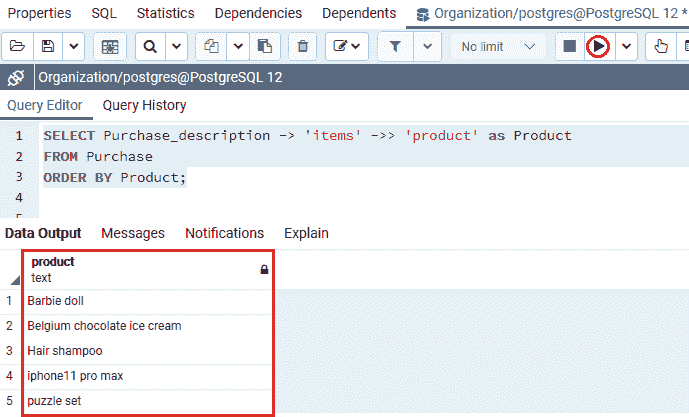 Properties SQL Statistics Dependencies Dependents Organization/postgres@PostgreSQL 12 *
No limit
Organization/postgres@PostgreSQL 12
Query Editor Query History
1 SELECT Purchase_description -> 'items' ->> 'product' as Product
2 FROM Purchase
3 ORDER BY Product;
4
Data Output Messages Notifications Explain
product
text
1 Barbie doll
2 Belgium chocolate ice cream
3 Hair shampoo
4 iphone11 pro max
5 puzzle set